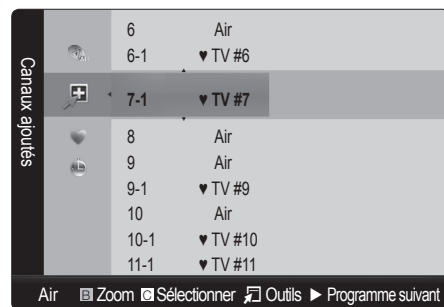 Canaux ajoutés
6 Air
6-1 ♥ TV #6
7-1 ♥ TV #7
8 Air
9 Air
9-1 ♥ TV #9
10 Air
10-1 ♥ TV #10
11-1 ♥ TV #11
Air B Zoom C Sélectionner Outils ► Programme suivant